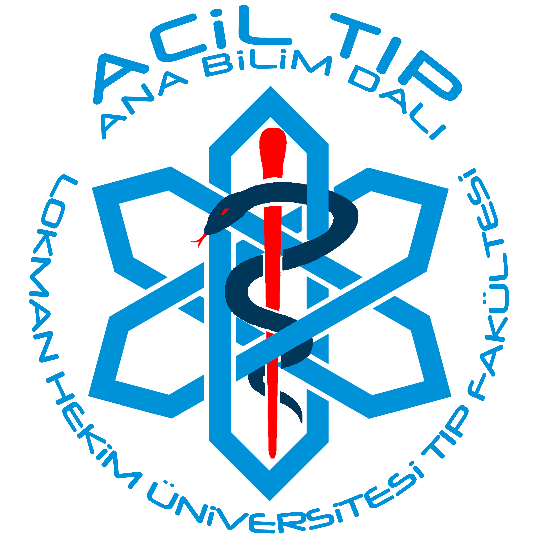 ACiL TIP
ANA BiLiM DALI
LOKMAN HEKiM ÜNiVERSiTESi TIP FAKÜLTESi